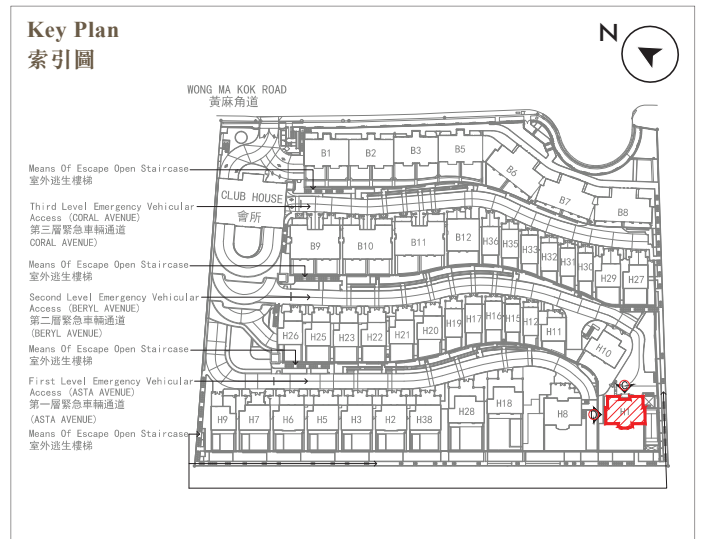 Key Plan
索引圖
N
WONG MA KOK ROAD
黃麻角道
B1 B2 B3 B5
B6
B7
B8
Means Of Escape Open Staircase
室外逃生樓梯
CLUB HOUSE
會所
Third Level Emergency Vehicular
Access (CORAL AVENUE)
第三層緊急車輛通道
CORAL AVENUE)
B9 B10 B11 B12 H36 H35 H33 H32 H31 H30 H29 H27
Means Of Escape Open Staircase
室外逃生樓梯
Second Level Emergency Vehicular
Access (BERYL AVENUE)
第二層緊急車輛通道
(BERYL AVENUE)
H26 H25 H23 H22 H21 H20 H19 H17 H16 H15 H12 H11
H10
Means Of Escape Open Staircase
室外逃生樓梯
First Level Emergency Vehicular
Access (ASTA AVENUE)
第一層緊急車輛通道
(ASTA AVENUE)
H9 H7 H6 H5 H3 H2 H38 H28 H18 H8 H1
Means Of Escape Open Staircase
室外逃生樓梯